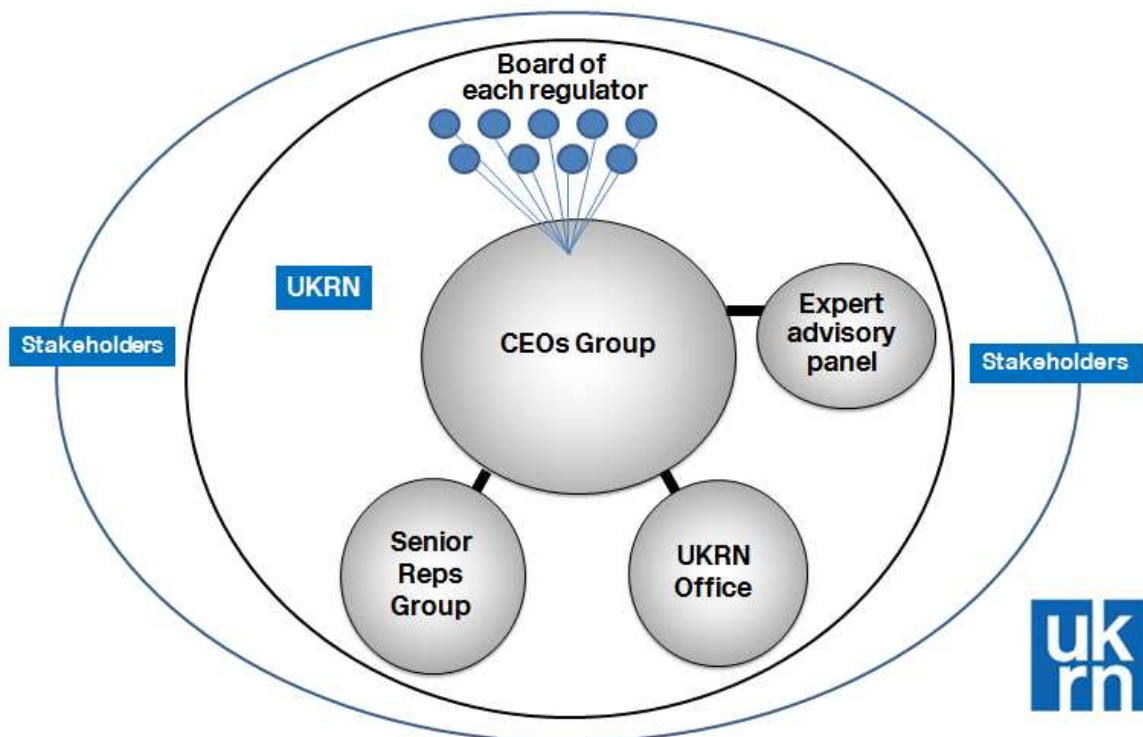 Board of
each regulator
UKRN
Stakeholders
CEOs Group
Expert
advisory
panel
Stakeholders
Senior
Reps
Group
UKRN
Office
uk
rn